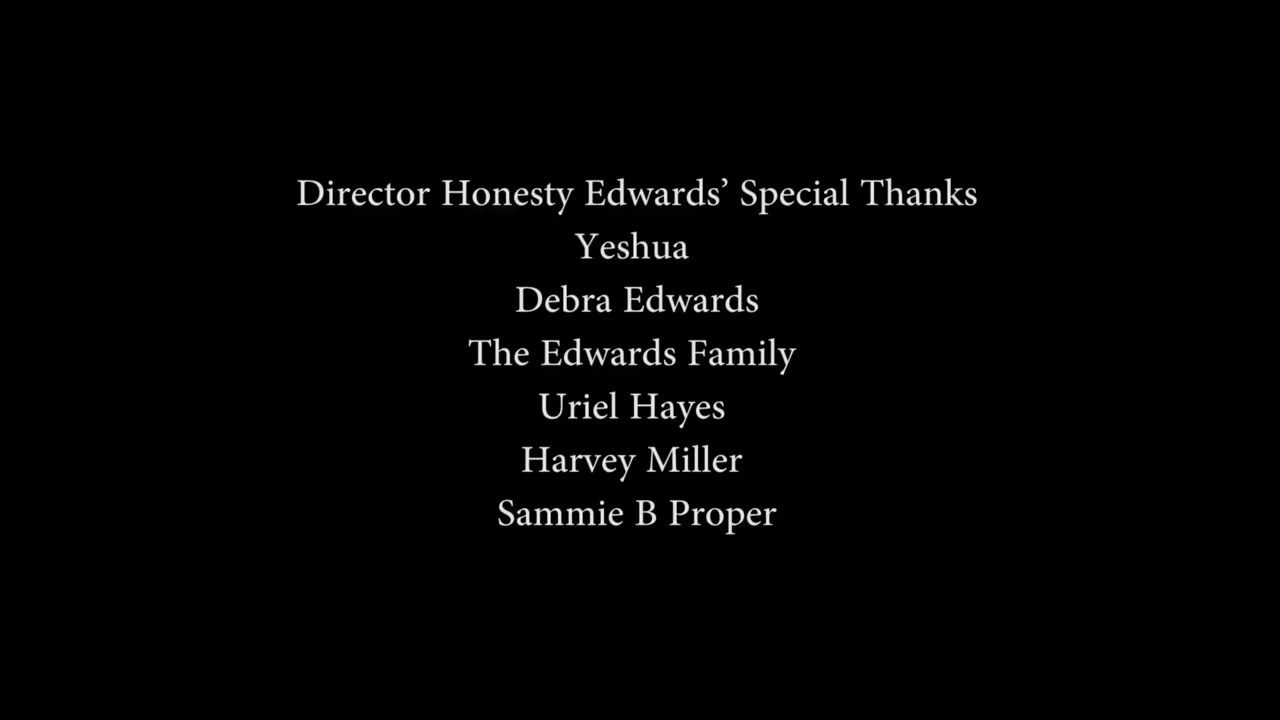 Director Honesty Edwards’ Special Thanks
Yeshua
Debra Edwards
The Edwards Family
Uriel Hayes
Harvey Miller
Sammie B Proper